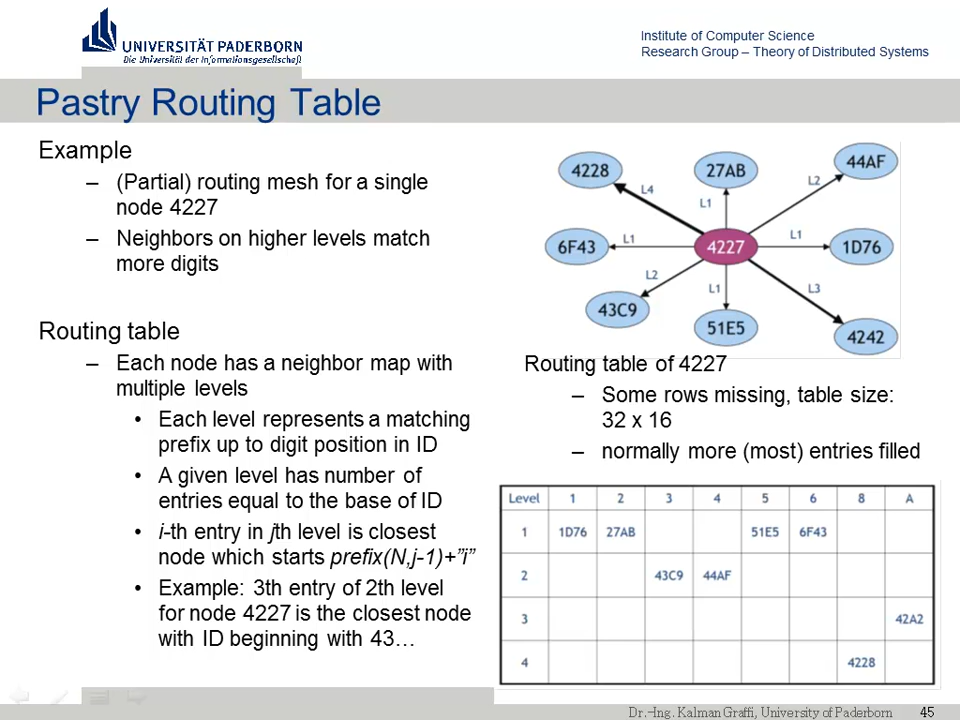 UNIVERSITÄT PADERBORN
Die Universität der Informationsgesellschaft
Institute of Computer Science
Research Group – Theory of Distributed Systems
Pastry Routing Table
Example
– (Partial) routing mesh for a single
node 4227
– Neighbors on higher levels match
more digits
Routing table
– Each node has a neighbor map with
multiple levels
• Each level represents a matching
prefix up to digit position in ID
• A given level has number of
entries equal to the base of ID
• i-th entry in jth level is closest
node which starts prefix(N,j-1)+"i"
• Example: 3th entry of 2th level
for node 4227 is the closest node
with ID beginning with 43…
4228 27AB 44AF
L4 L1 L2
6F43 L1 4227 L1 1D76
L2 L1 L3
43C9 51E5 4242
Routing table of 4227
– Some rows missing, table size:
32 x 16
– normally more (most) entries filled
Level 1 2 3 4 5 6 8 A
1 1D76 27AB 51E5 6F43
2 43C9 44AF
3 42A2
4 4228
Dr.-Ing. Kalman Graffi, University of Paderborn 45